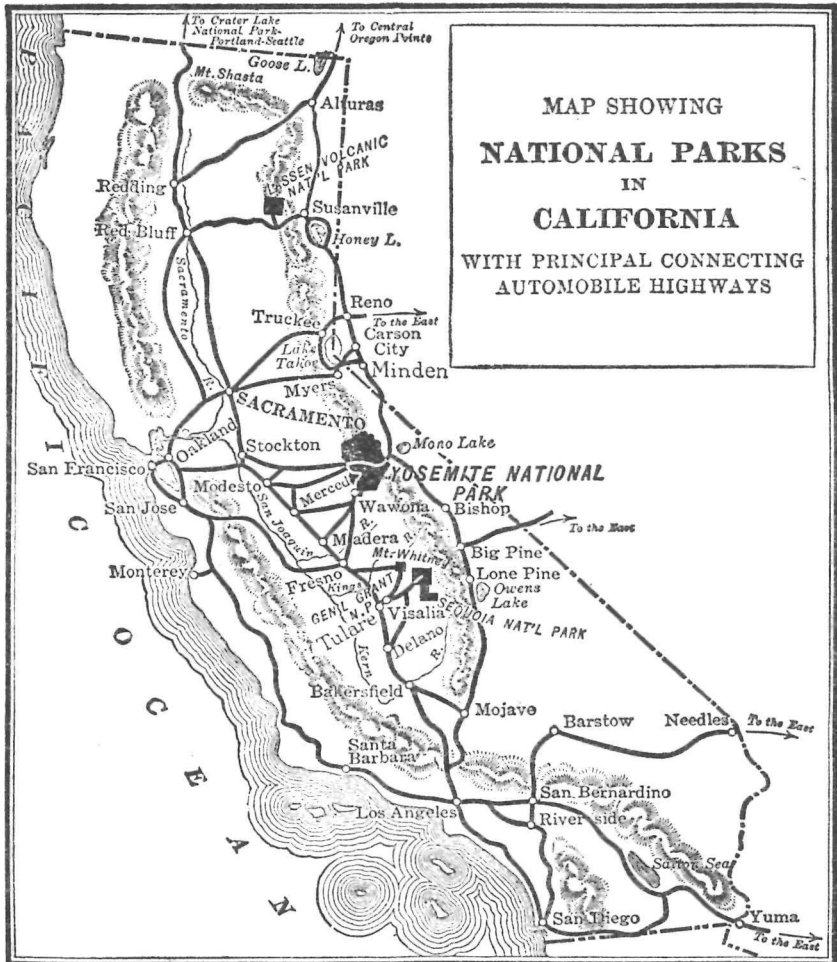 To Crater Lake
National Park-
Portland-Seattle
To Central
Oregon Points
Goose L.
Mt. Shasta
Alturas
MAP SHOWING
NATIONAL PARKS
IN
CALIFORNIA
WITH PRINCIPAL CONNECTING
AUTOMOBILE HIGHWAYS
LASSEN VOLCANIC
NAT'L PARK
Redding
Susanville
Red Bluff
Honey L.
Sacramento
R.
Reno
To the East
Truckee
Carson
City
Lake
Tahoe
Minden
Myers
SACRAMENTO
Oakland
Stockton
Mono Lake
San Francisco
YOSEMITE NATIONAL
PARK
Modesto
Merced
San Jose
San Joaquin
R.
Wawona
Bishop
To the East
Madera
R.
Mt. Whitney
Big Pine
Monterey
Fresno
Kings
Lone Pine
Owens
Lake
GEN'L GRANT
N.P.
Visalia
SEQUOIA NAT'L PARK
Tulare
Delano
Kern
R.
Bakersfield
Mojave
Barstow
Needles
To the East
Santa
Barbara
San Bernardino
Los Angeles
River side
Salton Sea
San Diego
Yuma
To the East
PACIFIC OCEAN